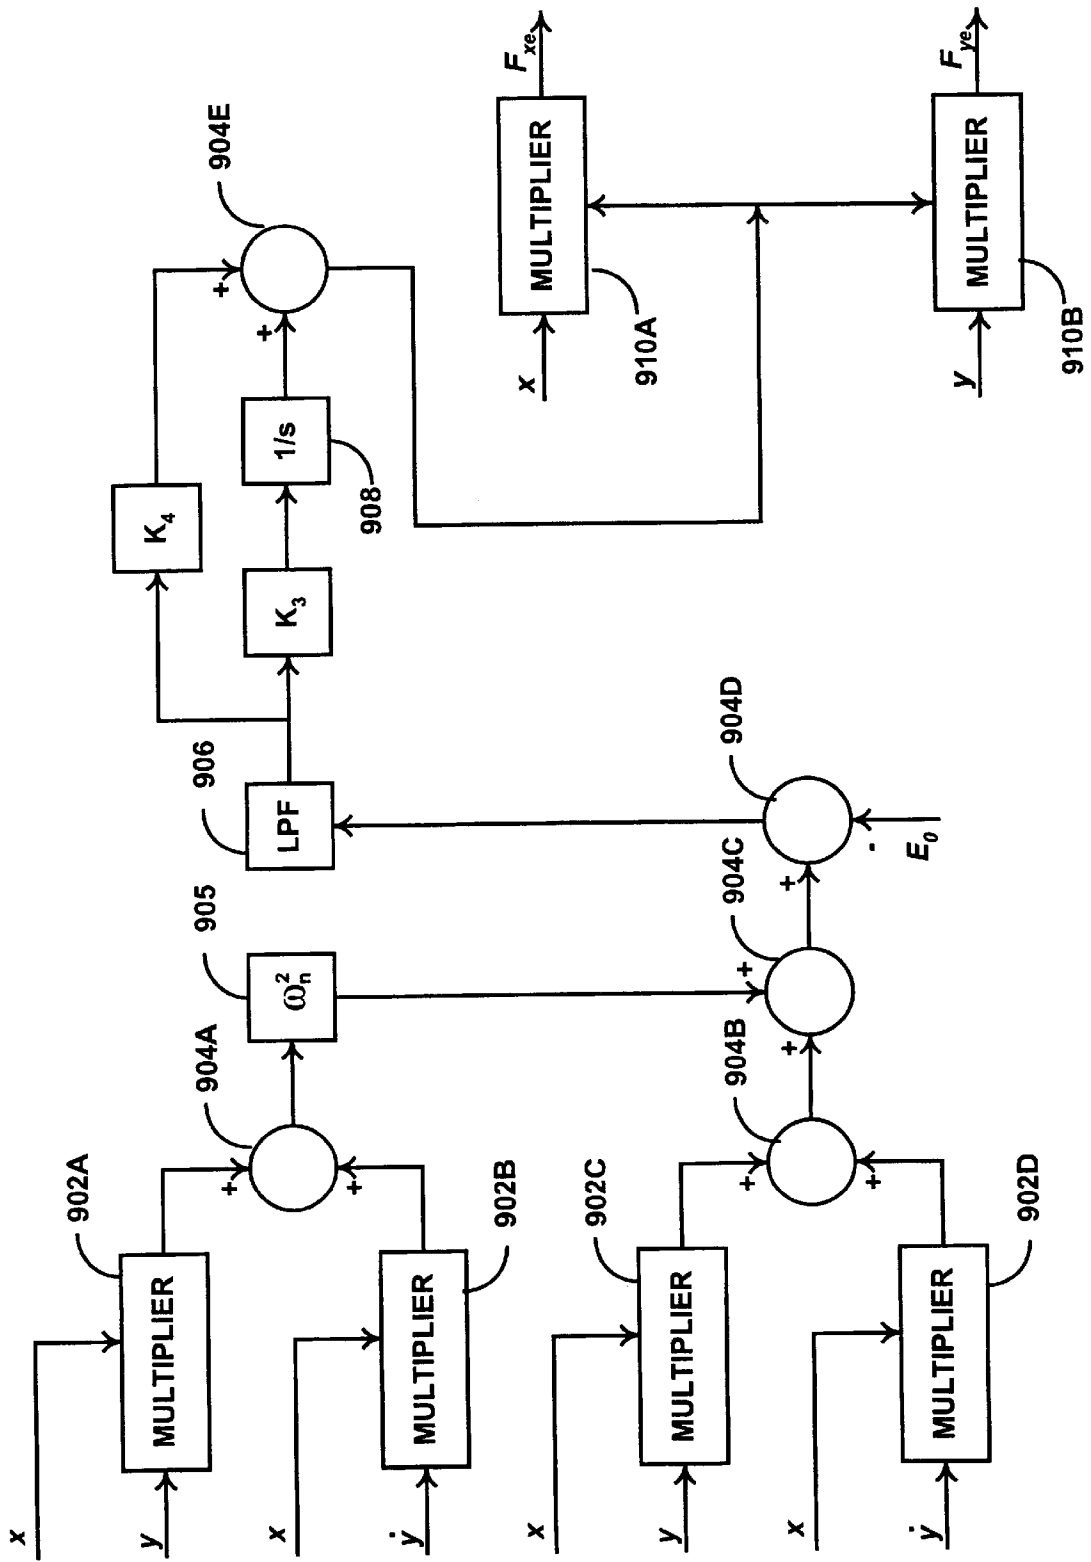 x
y
MULTIPLIER
902A
x
ẏ
MULTIPLIER
902B
+
+
904A
ωₙ²
905
x
y
MULTIPLIER
902C
x
ẏ
MULTIPLIER
902D
+
+
904B
+
+
904C
+
-
E₀
904D
LPF
906
K₄
K₃
1/s
908
+
+
904E
x
MULTIPLIER
910A
Fₓₑ
y
MULTIPLIER
910B
Fyₑ